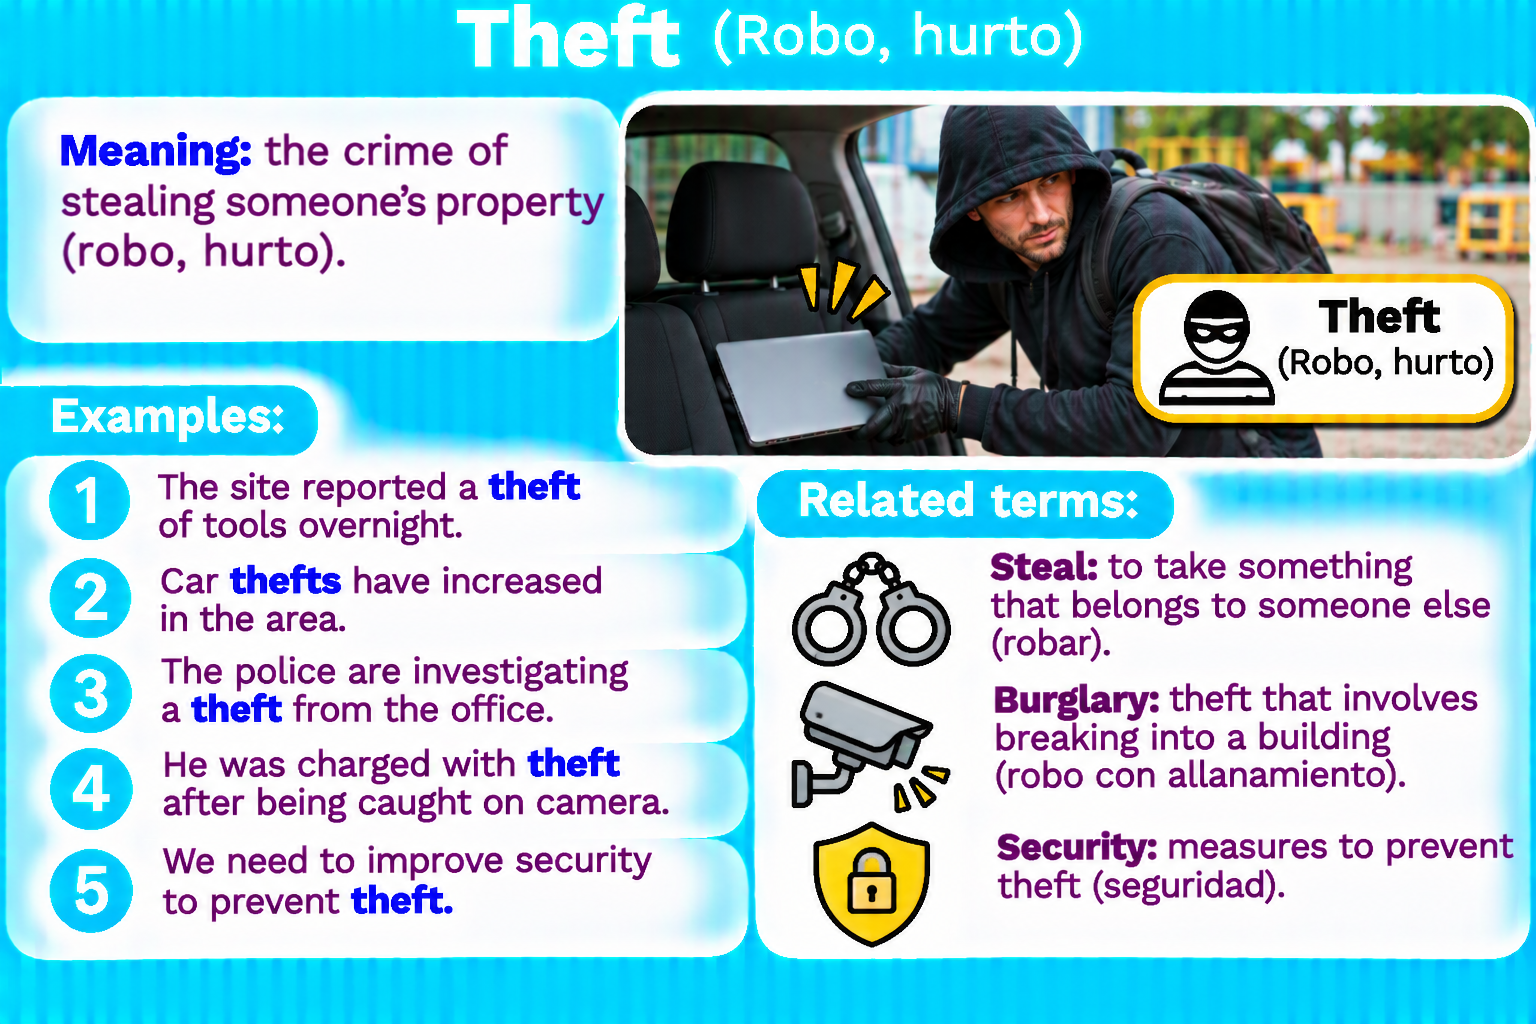 Theft (Robo, hurto)
Meaning: the crime of
stealing someone's property
(robo, hurto).
Theft
(Robo, hurto)
Examples:
1 The site reported a theft
of tools overnight.
2 Car thefts have increased
in the area.
3 The police are investigating
a theft from the office.
4 He was charged with theft
after being caught on camera.
5 We need to improve security
to prevent theft.
Related terms:
Steal: to take something
that belongs to someone else
(robar).
Burglary: theft that involves
breaking into a building
(robo con allanamiento).
Security: measures to prevent
theft (seguridad).